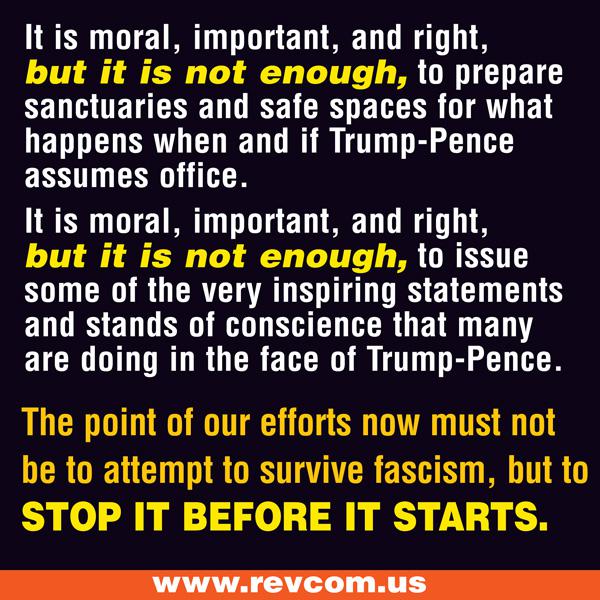 It is moral, important, and right,
but it is not enough, to prepare
sanctuaries and safe spaces for what
happens when and if Trump-Pence
assumes office.
It is moral, important, and right,
but it is not enough, to issue
some of the very inspiring statements
and stands of conscience that many
are doing in the face of Trump-Pence.
The point of our efforts now must not
be to attempt to survive fascism, but to
STOP IT BEFORE IT STARTS.
www.revcom.us